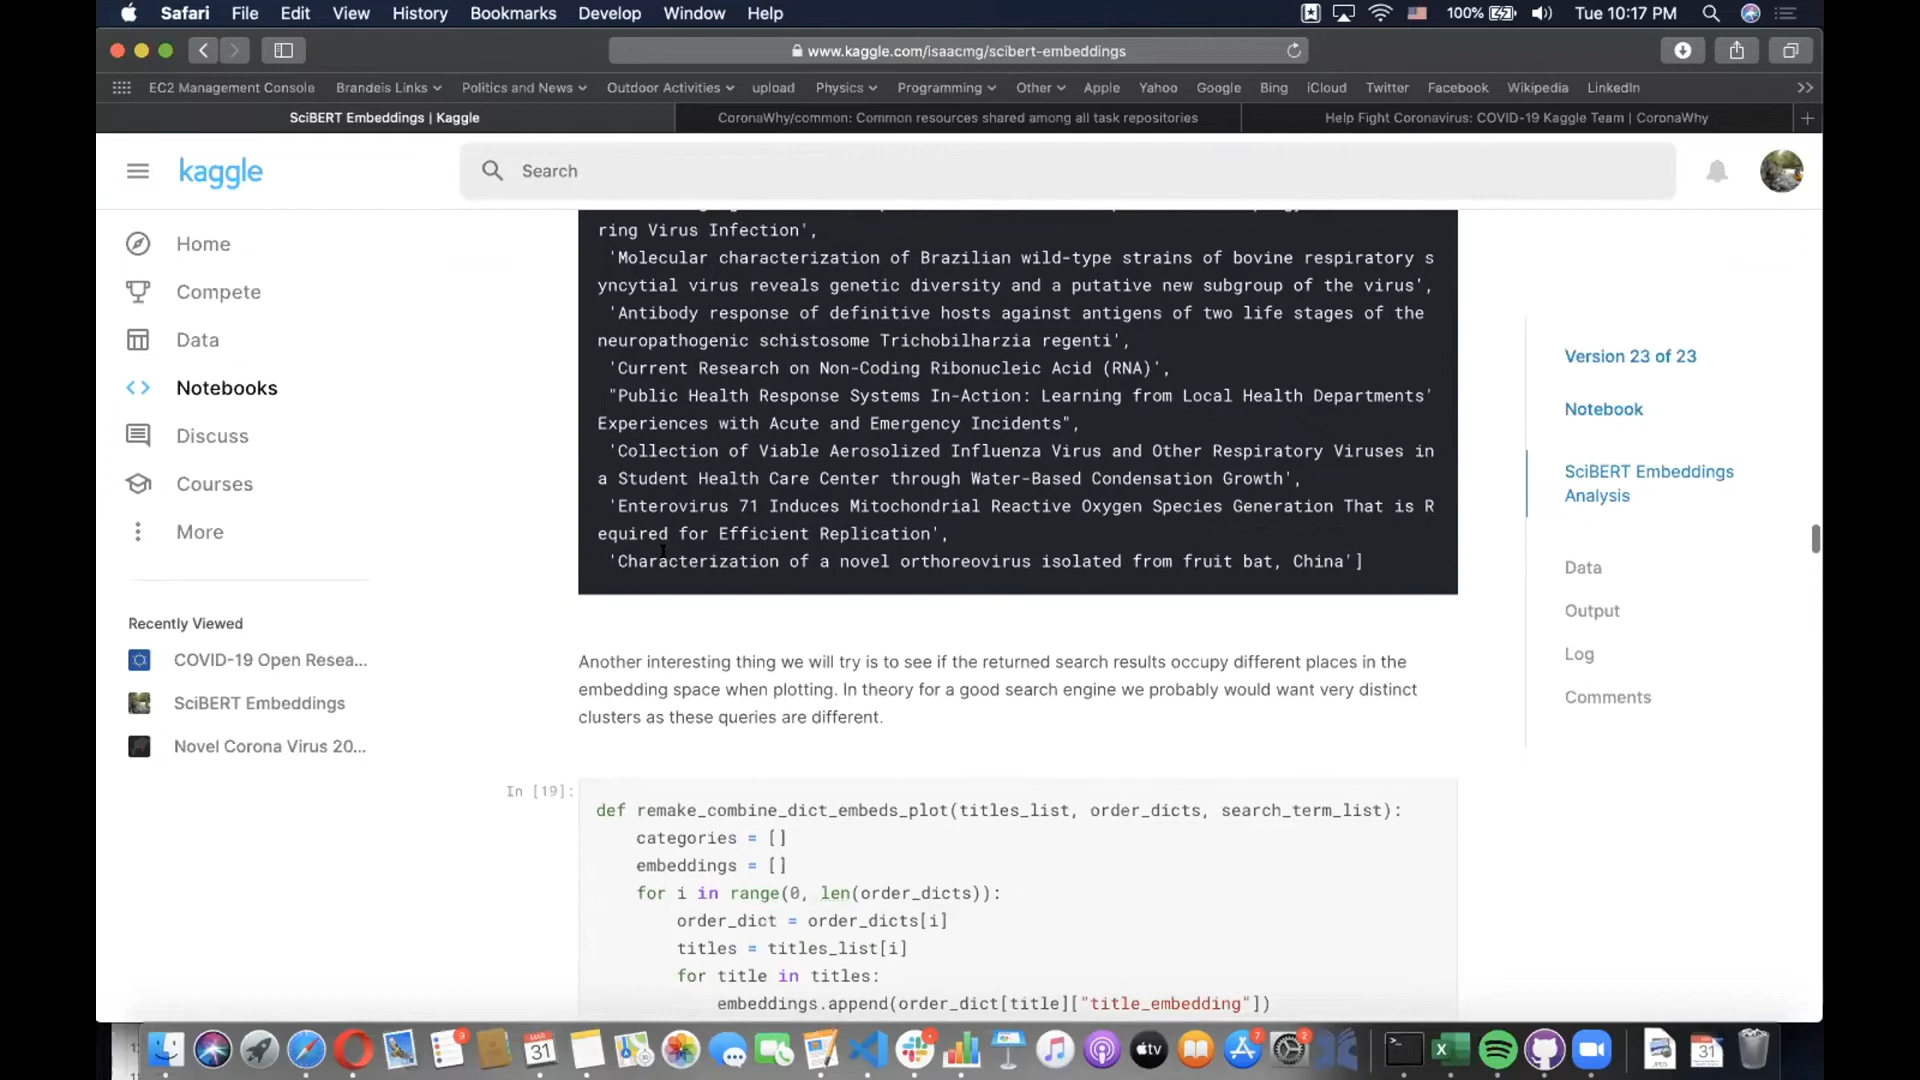 Safari File Edit View History Bookmarks Develop Window Help 100% Tue 10:17 PM
www.kaggle.com/isaacmg/scibert-embeddings
EC2 Management Console Brandeis Links Politics and News Outdoor Activities upload Physics Programming Other Apple Yahoo Google Bing iCloud Twitter Facebook Wikipedia LinkedIn
SciBERT Embeddings | Kaggle CoronaWhy/common: Common resources shared among all task repositories Help Fight Coronavirus: COVID-19 Kaggle Team | CoronaWhy
kaggle Search
Home
Compete
Data
Notebooks
Discuss
Courses
More
Recently Viewed
COVID-19 Open Resea...
SciBERT Embeddings
Novel Corona Virus 20...
ring Virus Infection',
'Molecular characterization of Brazilian wild-type strains of bovine respiratory s
yncytial virus reveals genetic diversity and a putative new subgroup of the virus',
'Antibody response of definitive hosts against antigens of two life stages of the
neuropathogenic schistosome Trichobilharzia regenti',
'Current Research on Non-Coding Ribonucleic Acid (RNA)',
"Public Health Response Systems In-Action: Learning from Local Health Departments'
Experiences with Acute and Emergency Incidents",
'Collection of Viable Aerosolized Influenza Virus and Other Respiratory Viruses in
a Student Health Care Center through Water-Based Condensation Growth',
'Enterovirus 71 Induces Mitochondrial Reactive Oxygen Species Generation That is R
equired for Efficient Replication',
'Characterization of a novel orthoreovirus isolated from fruit bat, China']
Another interesting thing we will try is to see if the returned search results occupy different places in the
embedding space when plotting. In theory for a good search engine we probably would want very distinct
clusters as these queries are different.
In [19]:
def remake_combine_dict_embeds_plot(titles_list, order_dicts, search_term_list):
categories = []
embeddings = []
for i in range(0, len(order_dicts)):
order_dict = order_dicts[i]
titles = titles_list[i]
for title in titles:
embeddings.append(order_dict[title]["title_embedding"])
Version 23 of 23
Notebook
SciBERT Embeddings
Analysis
Data
Output
Log
Comments
9
MAR
31
7
2
tv
31